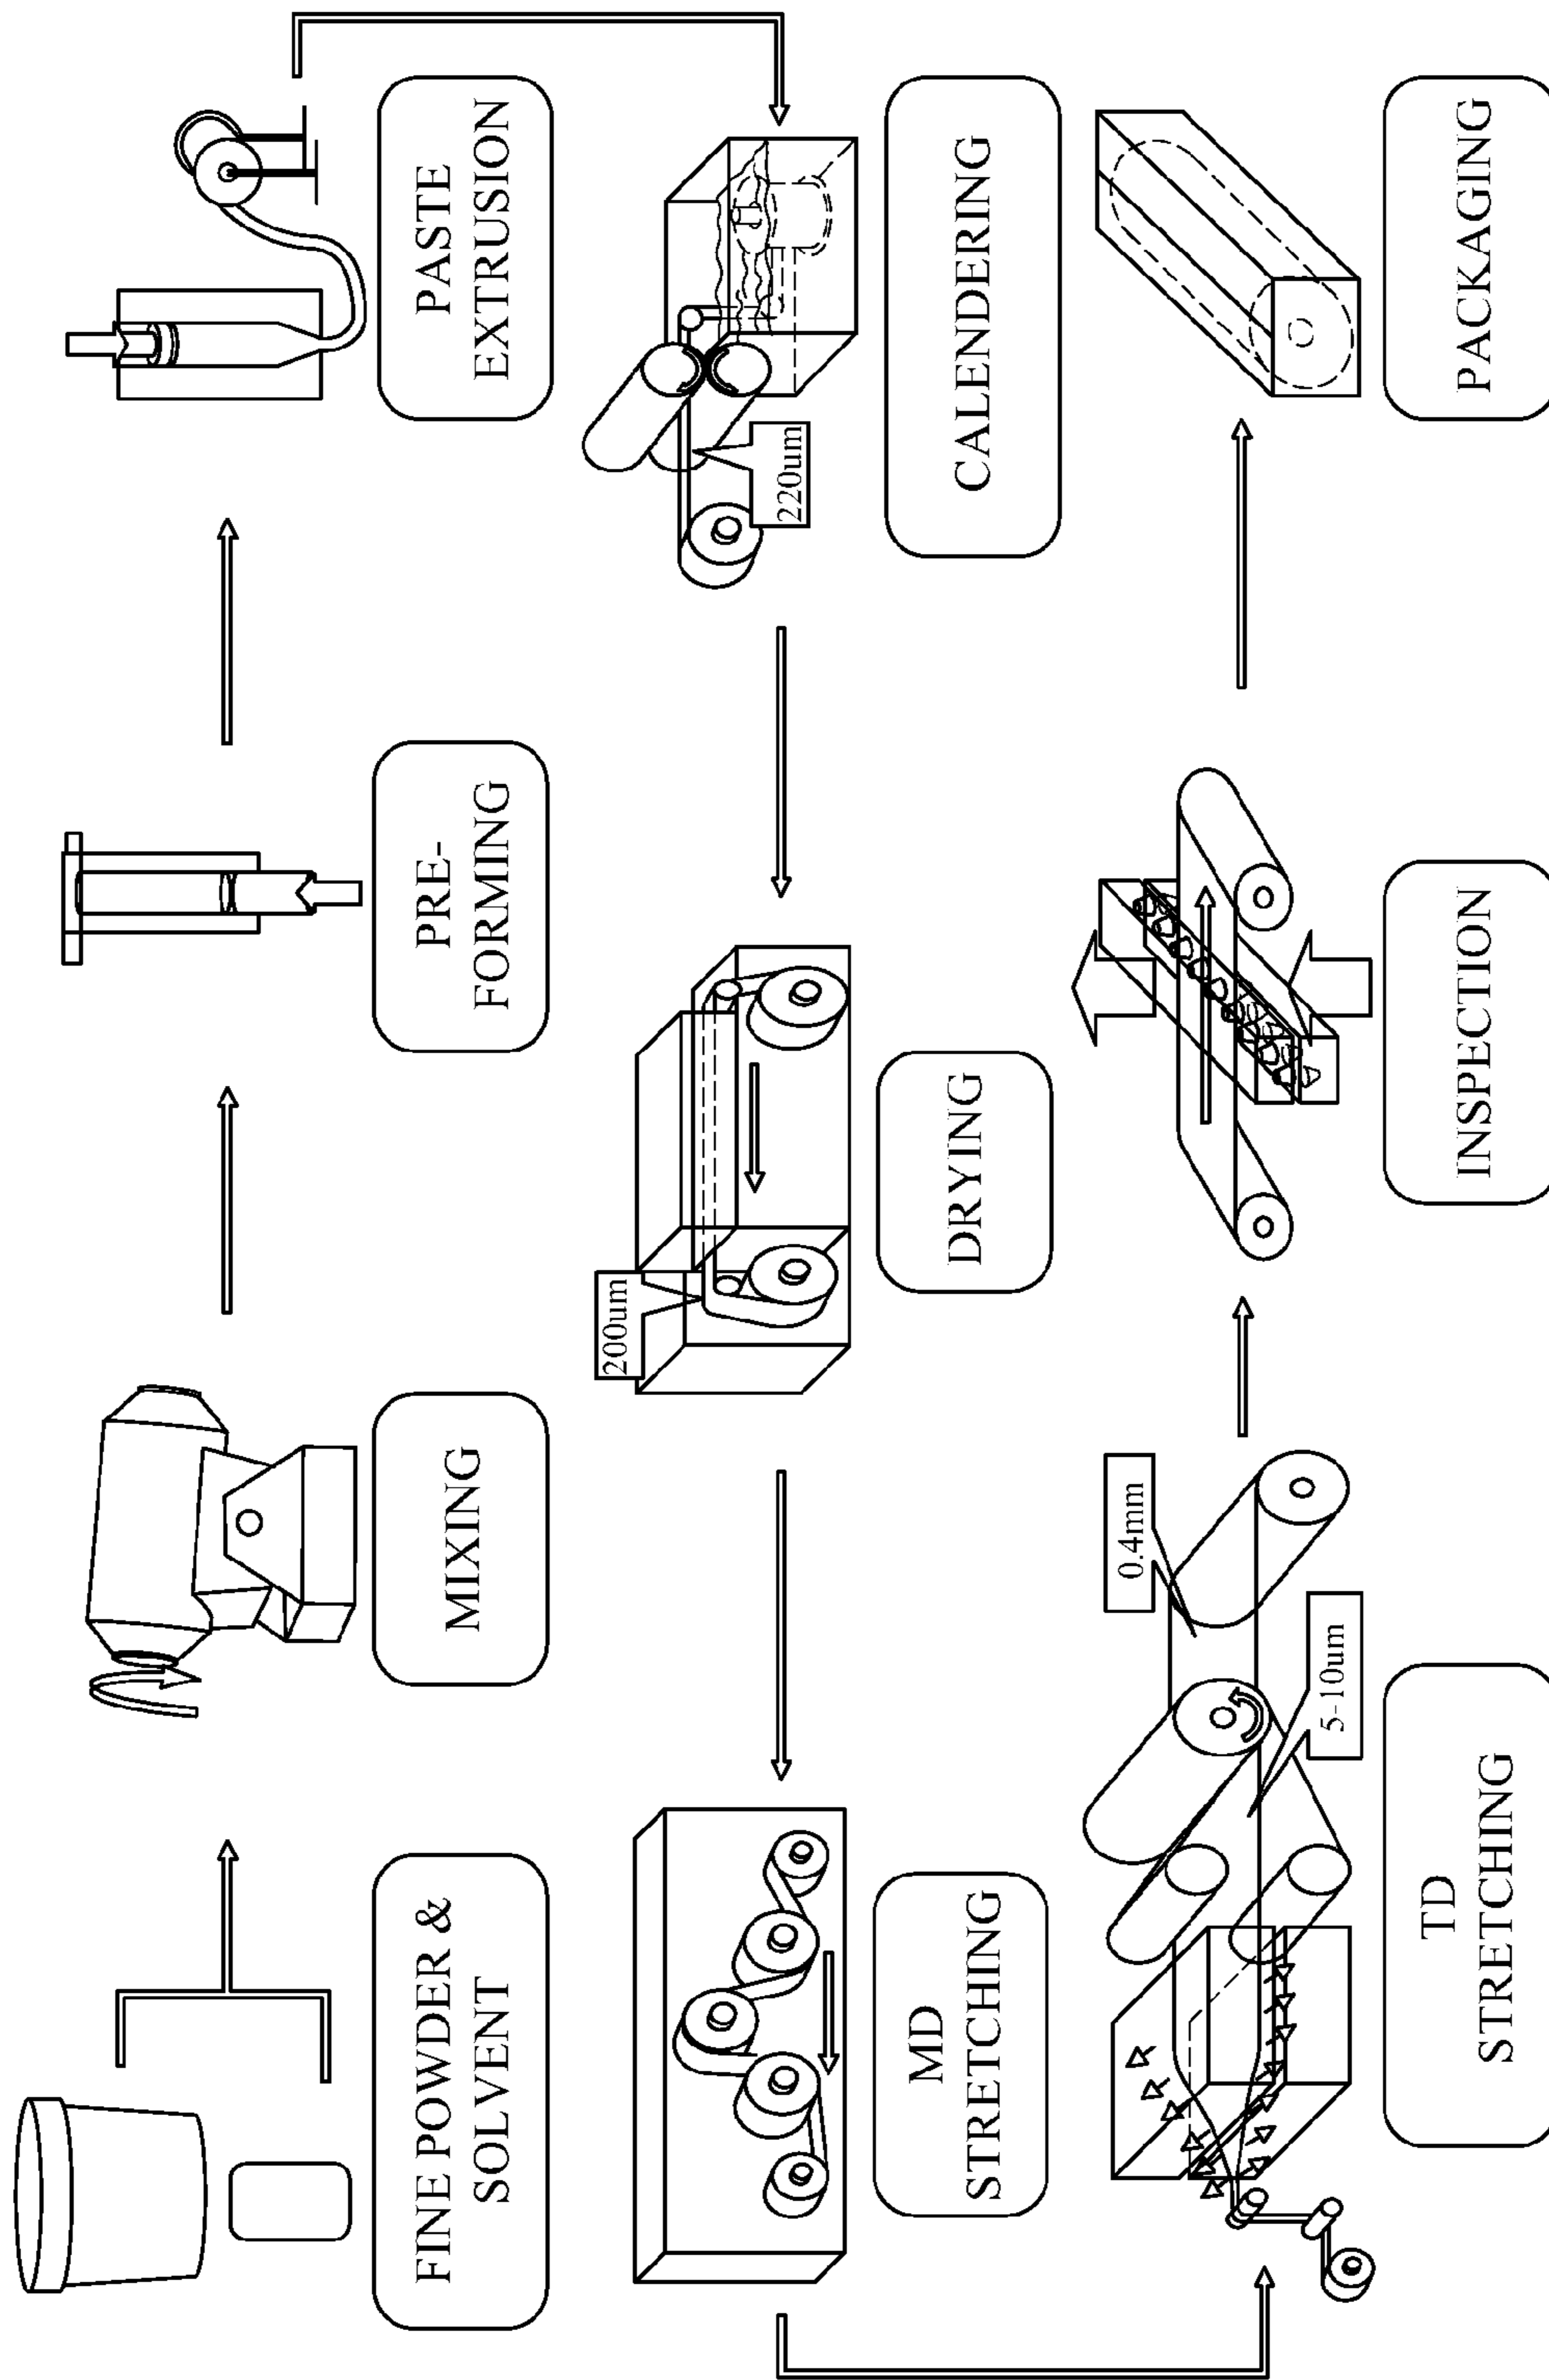 FINE POWDER &
SOLVENT
MIXING
PRE-
FORMING
PASTE
EXTRUSION
220um
CALENDERING
200um
DRYING
MD
STRETCHING
0.4mm
5-10um
TD
STRETCHING
INSPECTION
PACKAGING